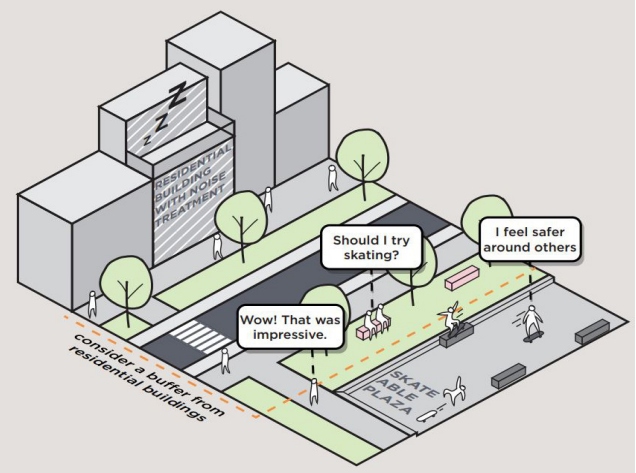 z z Z
RESIDENTIAL
BUILDING
WITH NOISE
TREATMENT
Should I try
skating?
I feel safer
around others
Wow! That was
impressive.
consider a buffer from
residential buildings
SKATE
ABLE
PLAZA